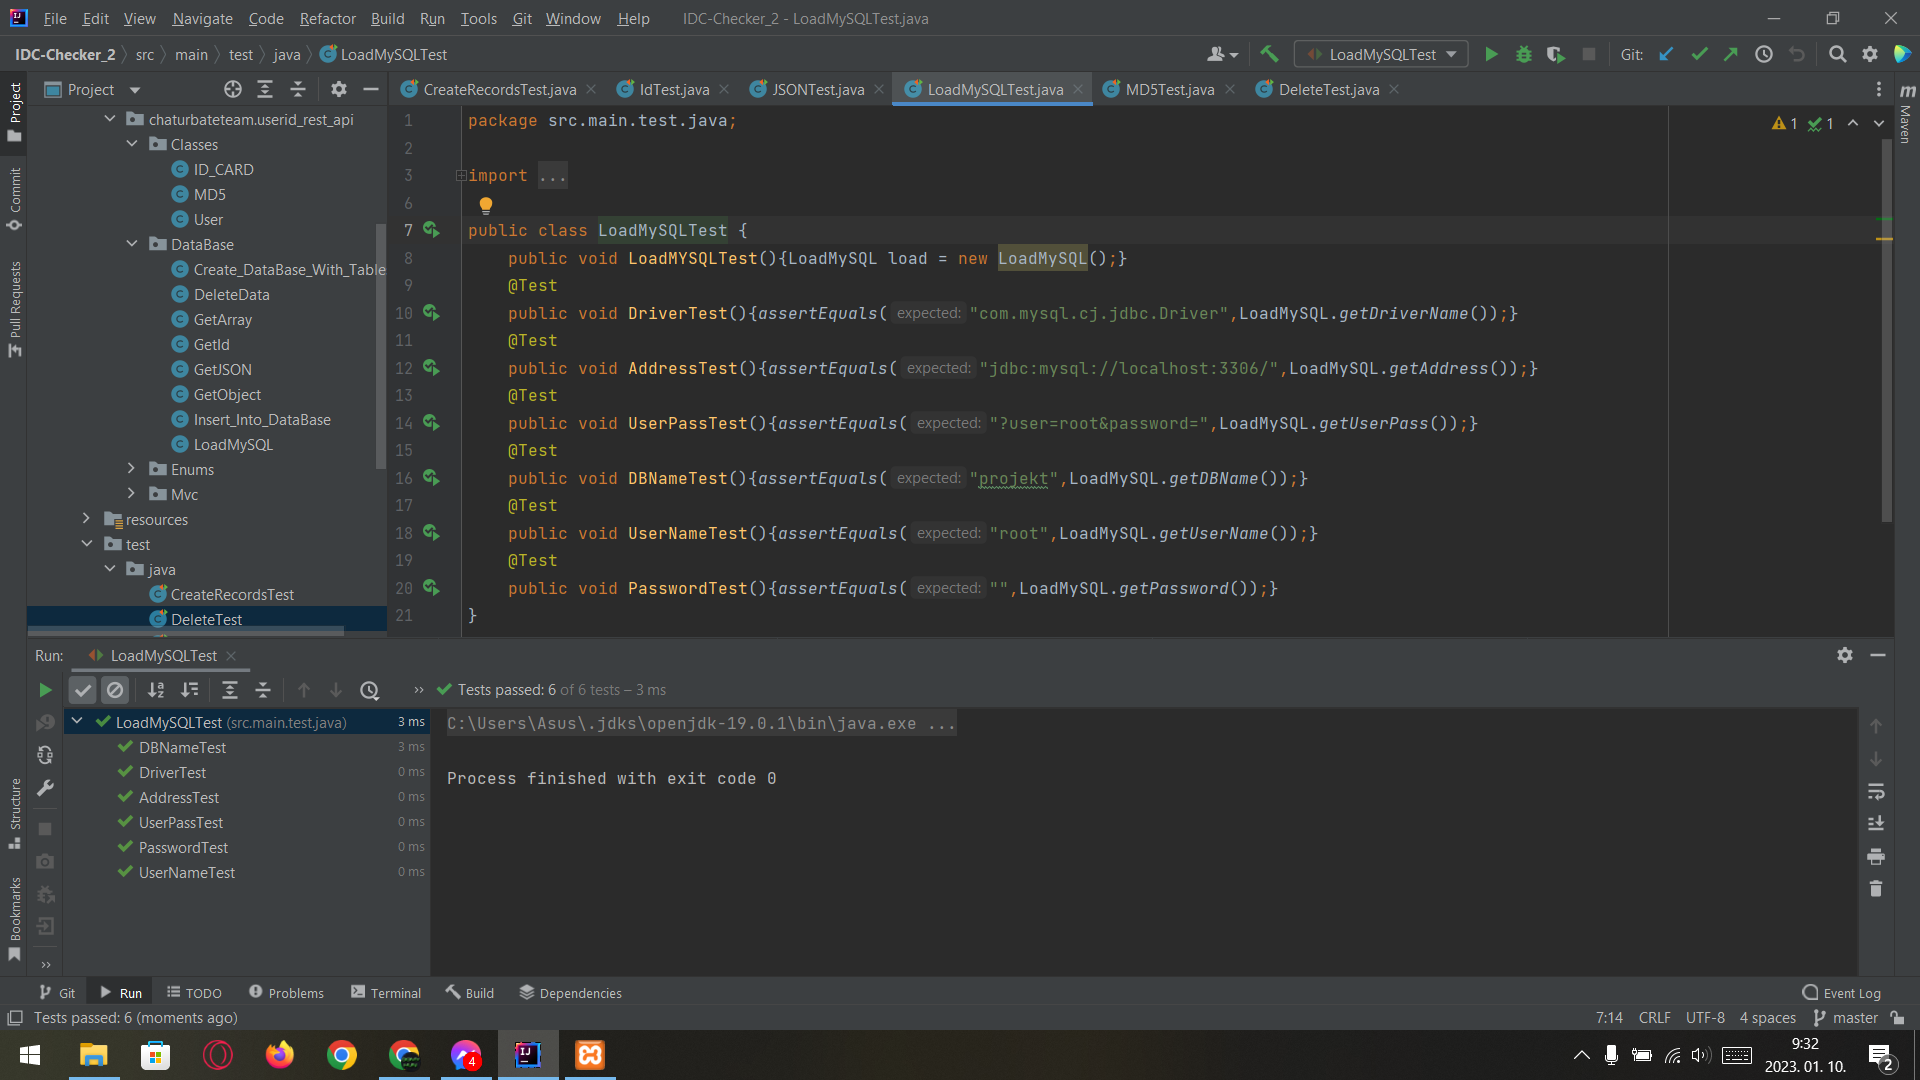 File Edit View Navigate Code Refactor Build Run Tools Git Window Help IDC-Checker_2 - LoadMySQLTest.java
IDC-Checker_2 src main test java LoadMySQLTest LoadMySQLTest Git:
Project
CreateRecordsTest.java IdTest.java JSONTest.java LoadMySQLTest.java MD5Test.java DeleteTest.java
Project
Commit
Pull Requests
Structure
Bookmarks
Maven
chaturbateteam.userid_rest_api
Classes
ID_CARD
MD5
User
DataBase
Create_DataBase_With_Table
DeleteData
GetArray
GetId
GetJSON
GetObject
Insert_Into_DataBase
LoadMySQL
Enums
Mvc
resources
test
java
CreateRecordsTest
DeleteTest
1 package src.main.test.java;
2
3 import ...
6
7 public class LoadMySQLTest {
8 public void LoadMYSQLTest(){LoadMySQL load = new LoadMySQL();}
9 @Test
10 public void DriverTest(){assertEquals( expected: "com.mysql.cj.jdbc.Driver",LoadMySQL.getDriverName());}
11 @Test
12 public void AddressTest(){assertEquals( expected: "jdbc:mysql://localhost:3306/",LoadMySQL.getAddress());}
13 @Test
14 public void UserPassTest(){assertEquals( expected: "?user=root&password=",LoadMySQL.getUserPass());}
15 @Test
16 public void DBNameTest(){assertEquals( expected: "projekt",LoadMySQL.getDBName());}
17 @Test
18 public void UserNameTest(){assertEquals( expected: "root",LoadMySQL.getUserName());}
19 @Test
20 public void PasswordTest(){assertEquals( expected: "",LoadMySQL.getPassword());}
21 }
1 1
Run: LoadMySQLTest
Tests passed: 6 of 6 tests – 3 ms
LoadMySQLTest (src.main.test.java) 3 ms
DBNameTest 3 ms
DriverTest 0 ms
AddressTest 0 ms
UserPassTest 0 ms
PasswordTest 0 ms
UserNameTest 0 ms
C:\Users\Asus\.jdks\openjdk-19.0.1\bin\java.exe ...
Process finished with exit code 0
Git Run TODO Problems Terminal Build Dependencies Event Log
Tests passed: 6 (moments ago) 7:14 CRLF UTF-8 4 spaces master
4
9:32
2023. 01. 10.
2